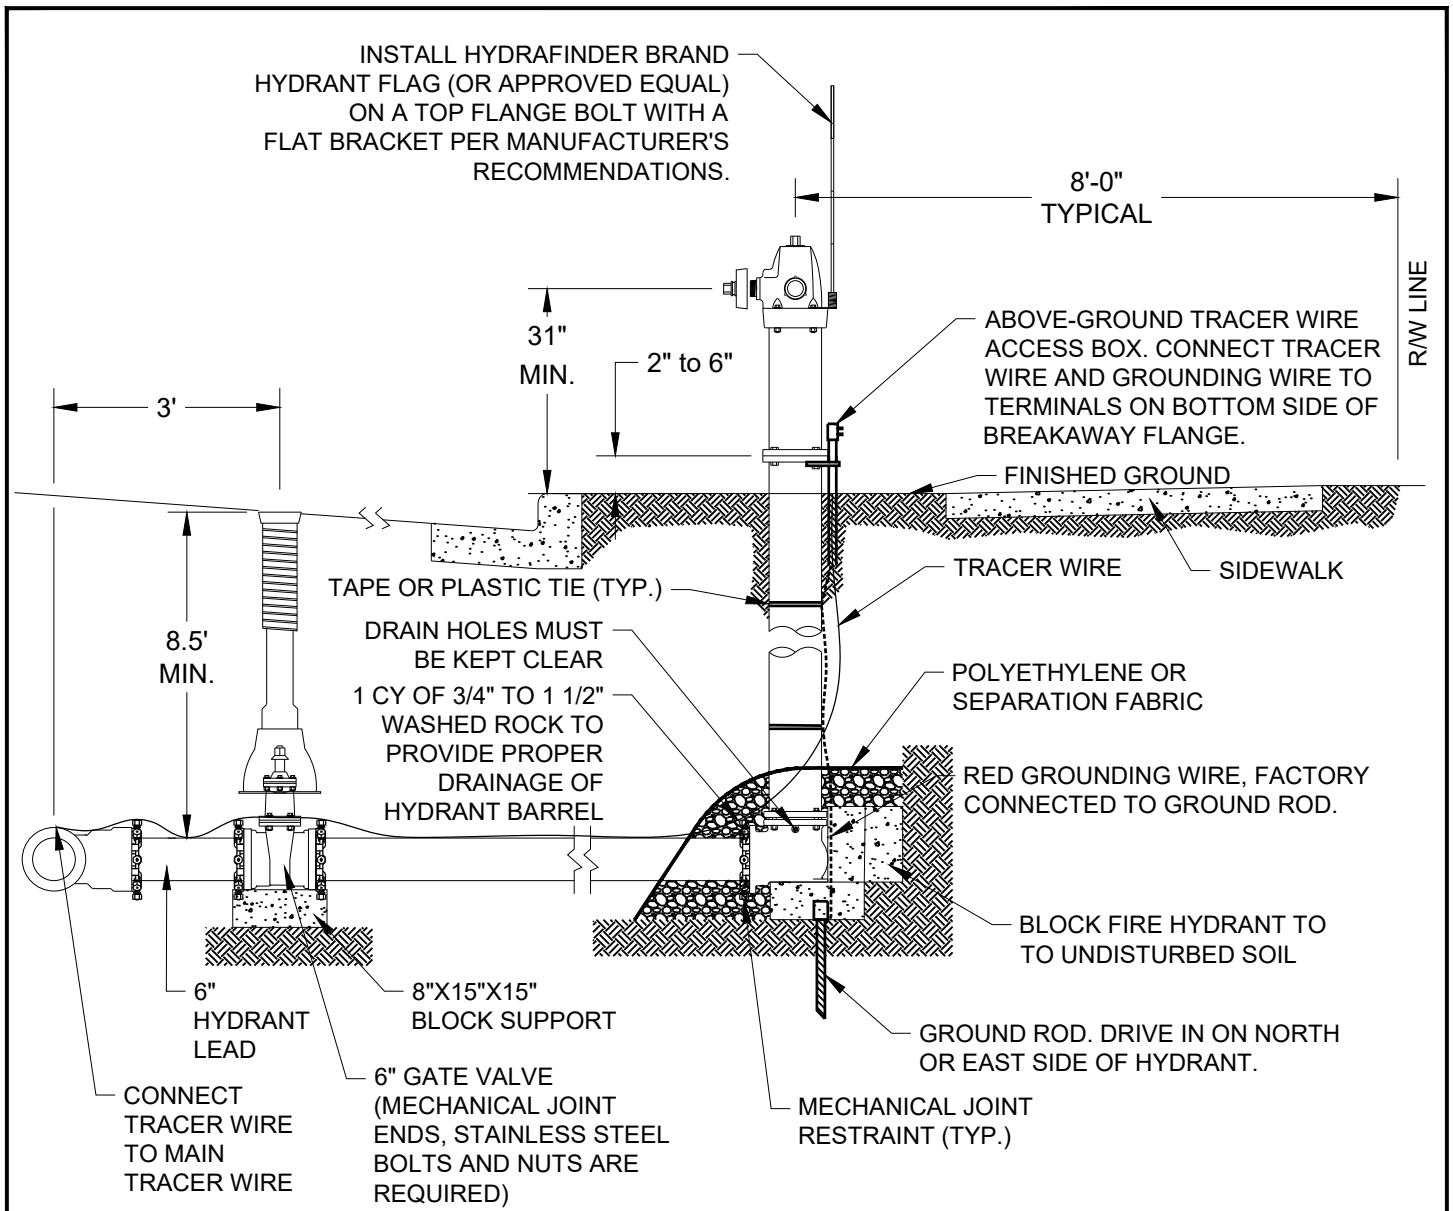 INSTALL HYDRAFINDER BRAND
HYDRANT FLAG (OR APPROVED EQUAL)
ON A TOP FLANGE BOLT WITH A
FLAT BRACKET PER MANUFACTURER'S
RECOMMENDATIONS.
8'-0"
TYPICAL
R/W LINE
31"
MIN.
2" to 6"
3'
ABOVE-GROUND TRACER WIRE
ACCESS BOX. CONNECT TRACER
WIRE AND GROUNDING WIRE TO
TERMINALS ON BOTTOM SIDE OF
BREAKAWAY FLANGE.
FINISHED GROUND
TRACER WIRE
SIDEWALK
TAPE OR PLASTIC TIE (TYP.)
8.5'
MIN.
DRAIN HOLES MUST
BE KEPT CLEAR
1 CY OF 3/4" TO 1 1/2"
WASHED ROCK TO
PROVIDE PROPER
DRAINAGE OF
HYDRANT BARREL
POLYETHYLENE OR
SEPARATION FABRIC
RED GROUNDING WIRE, FACTORY
CONNECTED TO GROUND ROD.
BLOCK FIRE HYDRANT TO
TO UNDISTURBED SOIL
6"
HYDRANT
LEAD
8"X15"X15"
BLOCK SUPPORT
GROUND ROD. DRIVE IN ON NORTH
OR EAST SIDE OF HYDRANT.
CONNECT
TRACER WIRE
TO MAIN
TRACER WIRE
6" GATE VALVE
(MECHANICAL JOINT
ENDS, STAINLESS STEEL
BOLTS AND NUTS ARE
REQUIRED)
MECHANICAL JOINT
RESTRAINT (TYP.)